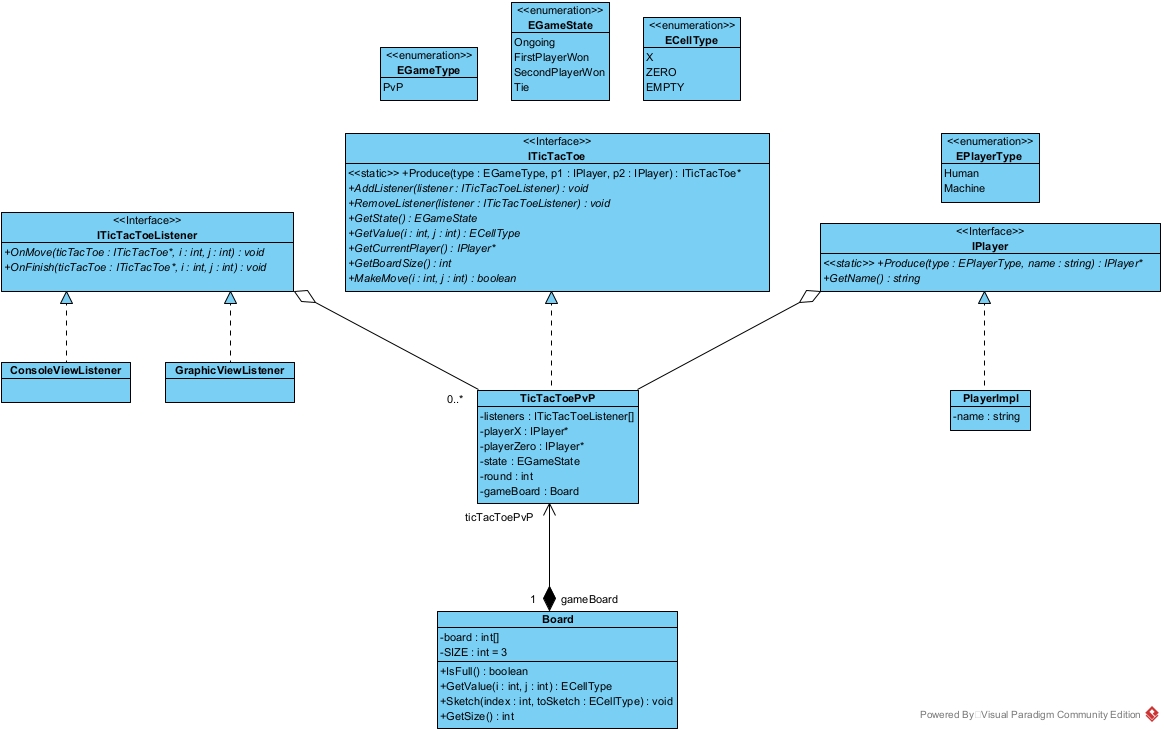 <<enumeration>>
EGameState
Ongoing
FirstPlayerWon
SecondPlayerWon
Tie
<<enumeration>>
ECellType
X
ZERO
EMPTY
<<enumeration>>
EGameType
PvP
<<Interface>>
ITicTacToe
<<static>> +Produce(type : EGameType, p1 : IPlayer, p2 : IPlayer) : ITicTacToe*
+AddListener(listener : ITicTacToeListener) : void
+RemoveListener(listener : ITicTacToeListener) : void
+GetState() : EGameState
+GetValue(i : int, j : int) : ECellType
+GetCurrentPlayer() : IPlayer*
+GetBoardSize() : int
+MakeMove(i : int, j : int) : boolean
<<enumeration>>
EPlayerType
Human
Machine
<<Interface>>
ITicTacToeListener
+OnMove(ticTacToe : ITicTacToe*, i : int, j : int) : void
+OnFinish(ticTacToe : ITicTacToe*, i : int, j : int) : void
<<Interface>>
IPlayer
<<static>> +Produce(type : EPlayerType, name : string) : IPlayer*
+GetName() : string
ConsoleViewListener
GraphicViewListener
0..*
TicTacToePvP
-listeners : ITicTacToeListener[]
-playerX : IPlayer*
-playerZero : IPlayer*
-state : EGameState
-round : int
-gameBoard : Board
PlayerImpl
-name : string
ticTacToePvP
1
gameBoard
Board
-board : int[]
-SIZE : int = 3
+IsFull() : boolean
+GetValue(i : int, j : int) : ECellType
+Sketch(index : int, toSketch : ECellType) : void
+GetSize() : int
Powered By Visual Paradigm Community Edition